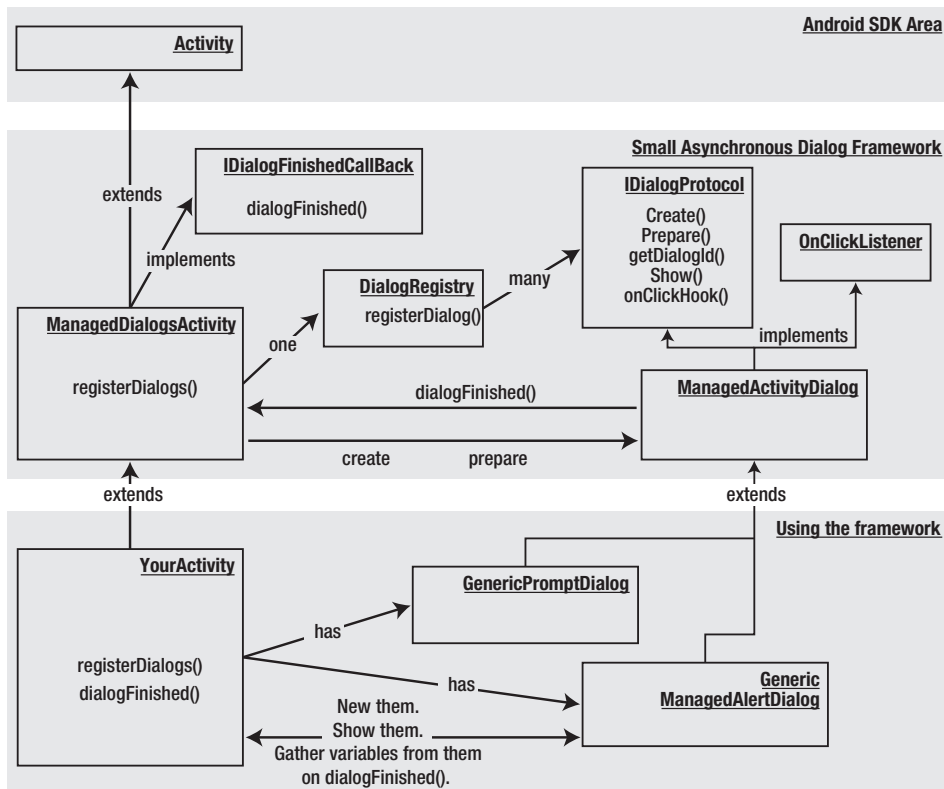 Android SDK Area
Activity
extends
Small Asynchronous Dialog Framework
IDialogFinishedCallBack
dialogFinished()
implements
IDialogProtocol
Create()
Prepare()
getDialogId()
Show()
onClickHook()
OnClickListener
DialogRegistry
registerDialog()
many
one
ManagedDialogsActivity
registerDialogs()
implements
ManagedActivityDialog
dialogFinished()
create prepare
extends
extends
Using the framework
YourActivity
registerDialogs()
dialogFinished()
GenericPromptDialog
has
has
Generic
ManagedAlertDialog
New them.
Show them.
Gather variables from them
on dialogFinished().